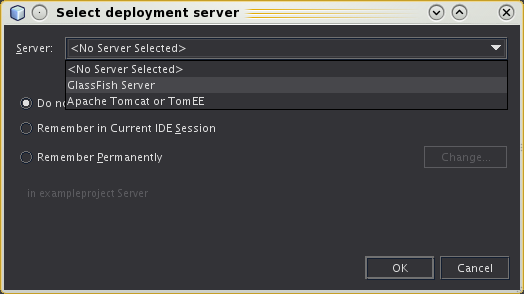 Select deployment server
Server: <No Server Selected>
<No Server Selected>
GlassFish Server
Apache Tomcat or TomEE
Do
Remember in Current IDE Session
Remember Permanently
Change...
in exampleproject Server
OK
Cancel